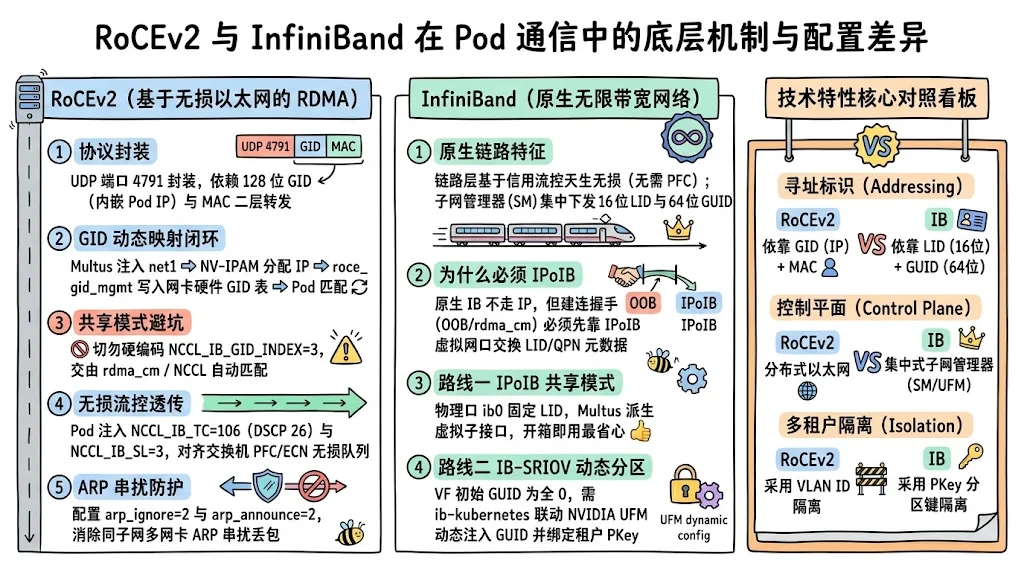 RoCEv2 与 InfiniBand 在 Pod 通信中的底层机制与配置差异
RoCEv2（基于无损以太网的 RDMA）
1 协议封装
UDP 4791 GID MAC
UDP 端口 4791 封装，依赖 128 位 GID
（内嵌 Pod IP）与 MAC 二层转发
2 GID 动态映射闭环
Multus 注入 net1 ➡ NV-IPAM 分配 IP ➡ roce_
gid_mgmt 写入网卡硬件 GID 表 ➡ Pod 匹配
3 共享模式避坑
切勿硬编码 NCCL_IB_GID_INDEX=3，
交由 rdma_cm / NCCL 自动匹配
4 无损流控透传
Pod 注入 NCCL_IB_TC=106（DSCP 26）与
NCCL_IB_SL=3，对齐交换机 PFC/ECN 无损队列
5 ARP 串扰防护
配置 arp_ignore=2 与 arp_announce=2，
消除同子网多网卡 ARP 串扰丢包
InfiniBand（原生无限带宽网络）
1 原生链路特征
链路层基于信用流控天生无损（无需 PFC）；
子网管理器(SM)集中下发16位LID与64位GUID
2 为什么必须 IPoIB
原生 IB 不走 IP，但建连握手
（OOB/rdma_cm）必须先靠 IPoIB
虚拟网口交换 LID/QPN 元数据
OOB
IPoIB
IPoIB
3 路线一 IPoIB 共享模式
物理口 ib0 固定 LID，Multus 派生
虚拟子接口，开箱即用最省心
4 路线二 IB-SRIOV 动态分区
VF 初始 GUID 为全 0，需
ib-kubernetes 联动 NVIDIA UFM
动态注入 GUID 并绑定租户 PKey
UFM dynamic
config
技术特性核心对照看板
VS
寻址标识（Addressing）
RoCEv2 IB
依靠 GID (IP) VS 依靠 LID (16位)
+ MAC + GUID (64位)
控制平面（Control Plane）
RoCEv2 IB
分布式以太网 VS 集中式子网管理器
(SM/UFM)
多租户隔离（Isolation）
RoCEv2 IB
采用 VLAN ID 采用 PKey 分
隔离 区键隔离